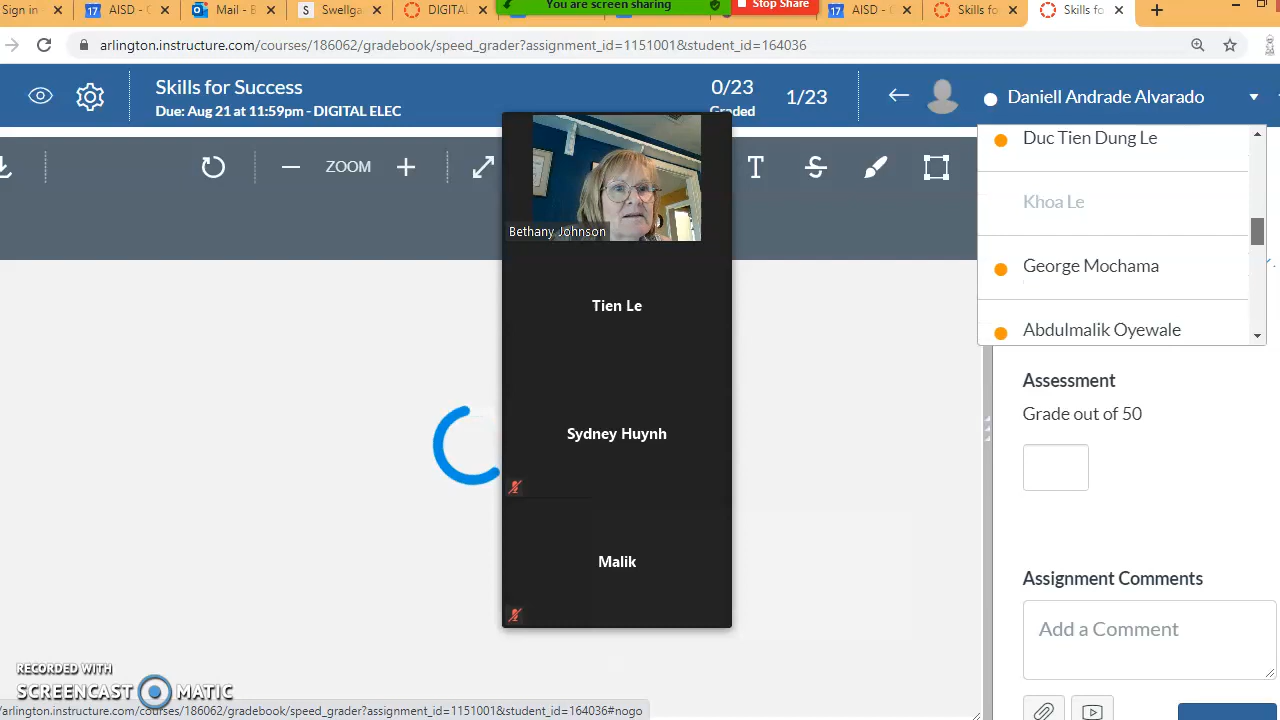 Sign in
AISD - C
Mail - B
Swellga
DIGITAL
You are screen sharing
Stop Share
AISD - C
Skills fo
Skills fo
arlington.instructure.com/courses/186062/gradebook/speed_grader?assignment_id=1151001&student_id=164036
Skills for Success
Due: Aug 21 at 11:59pm - DIGITAL ELEC
0/23
Graded
1/23
Daniell Andrade Alvarado
ZOOM
Duc Tien Dung Le
Khoa Le
George Mochama
Abdulmalik Oyewale
Bethany Johnson
Tien Le
Sydney Huynh
Malik
Assessment
Grade out of 50
Assignment Comments
Add a Comment
RECORDED WITH
SCREENCAST MATIC
/arlington.instructure.com/courses/186062/gradebook/speed_grader?assignment_id=1151001&student_id=164036#nogo